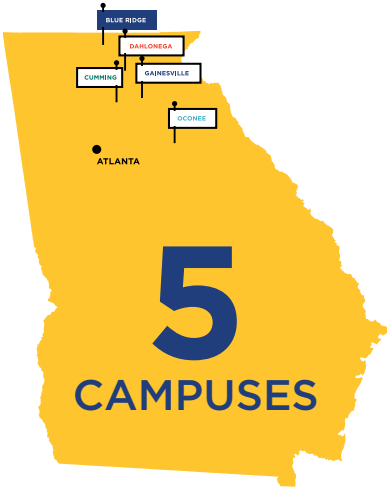 BLUE RIDGE
DAHLONEGA
GAINESVILLE
CUMMING
OCONEE
ATLANTA
5
CAMPUSES